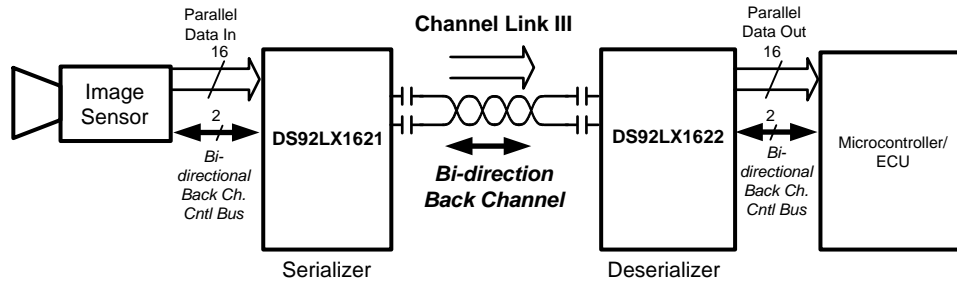 Parallel
Data In
16
Image
Sensor
2
Bi-
directional
Back Ch.
Cntl Bus
DS92LX1621
Serializer
Channel Link III
Bi-direction
Back Channel
DS92LX1622
Deserializer
Parallel
Data Out
16
2
Bi-
directional
Back Ch.
Cntl Bus
Microcontroller/
ECU